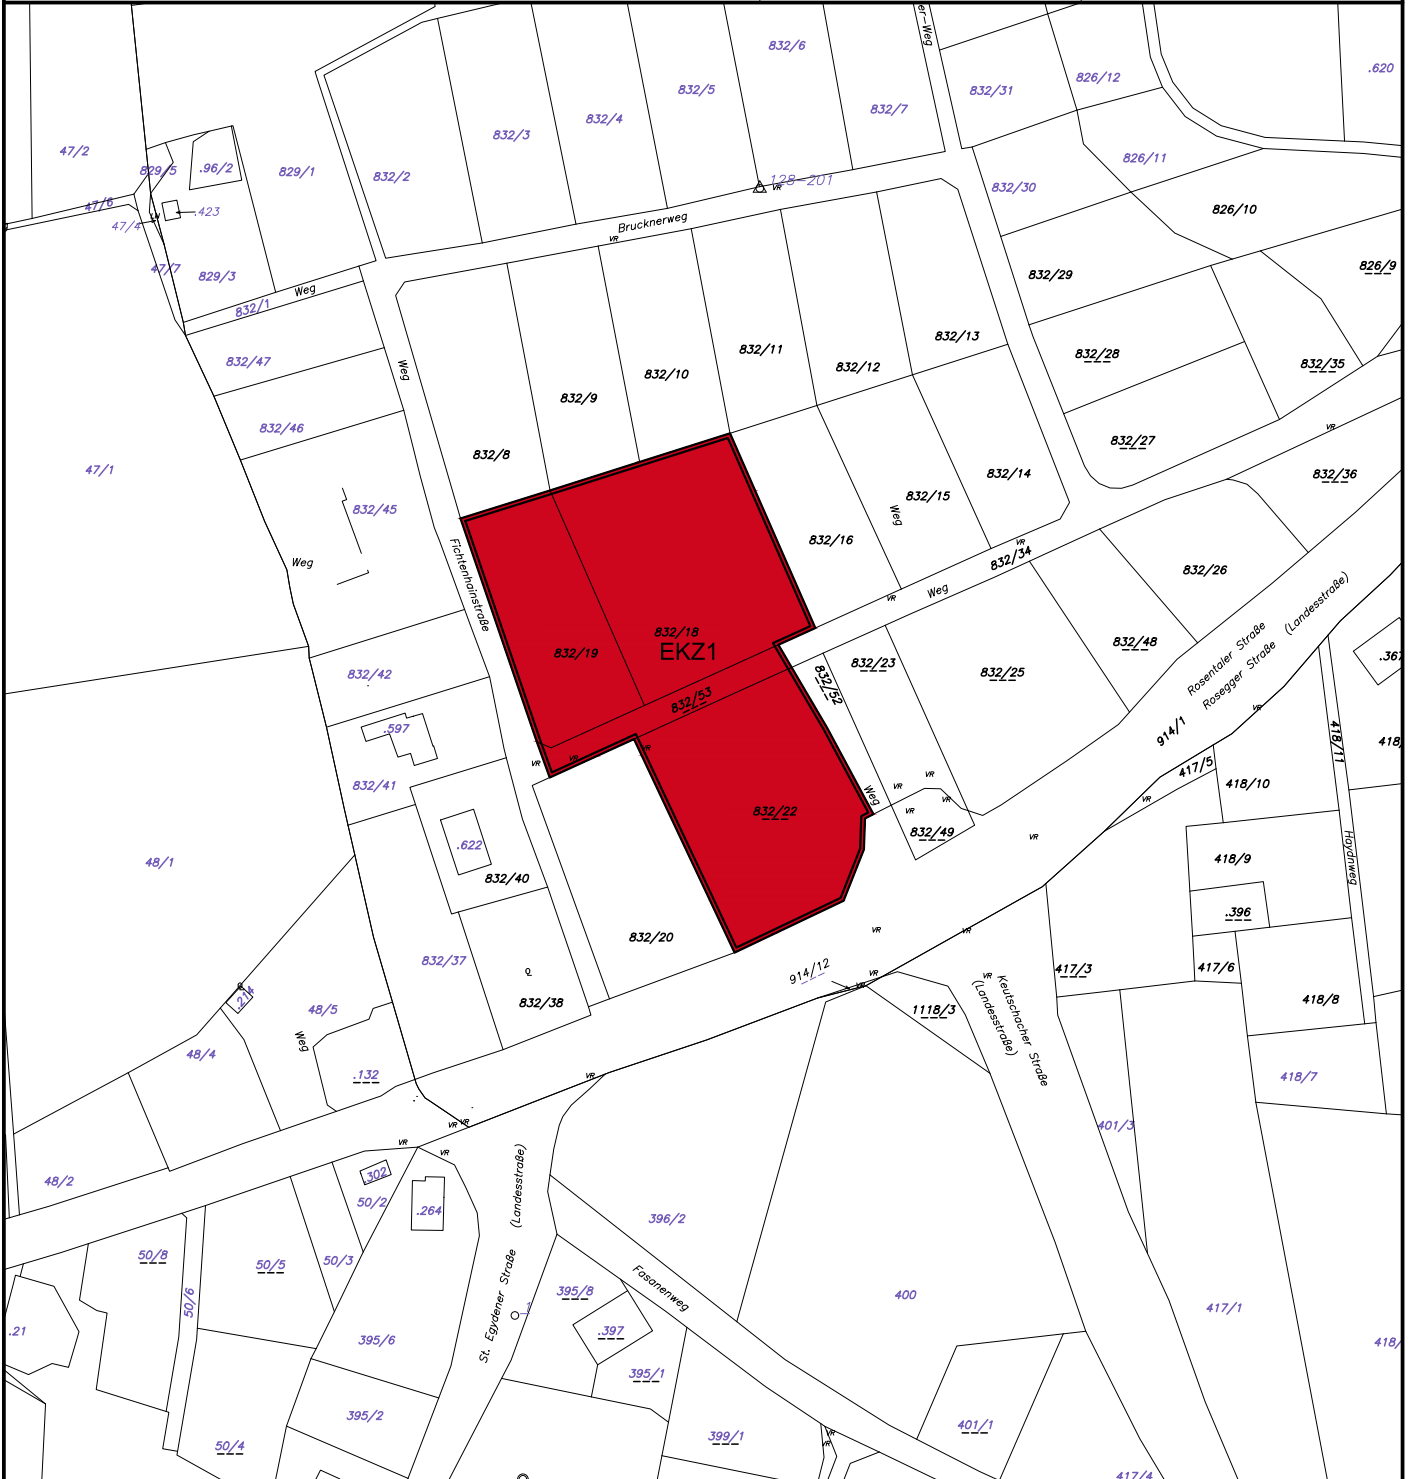 er-Weg
832/6
832/5
832/4
832/3
832/7
832/31
826/12
.620
47/2
829/5
.96/2
829/1
832/2
128-201
VR
826/11
832/30
47/6
47/4
.423
Brucknerweg
VR
826/10
47/7
829/3
832/29
826/9
832/1
Weg
832/47
Weg
832/11
832/13
832/12
832/28
832/35
832/10
832/9
832/46
832/8
832/27
VR
47/1
832/45
832/15
832/14
832/36
Weg
832/16
VR
832/34
Weg
Fichtenhainstraße
832/26
VR
Weg
832/18
EKZ1
832/19
832/42
832/23
832/52
832/25
832/48
Rosentaler Straße
Rosegger Straße (Landesstraße)
.367
832/53
VR
914/1
418/11
.597
VR
VR
VR
417/5
418/10
832/41
VR
VR
Weg
VR
VR
VR
832/22
832/49
VR
.622
48/1
832/40
418/9
Haydnweg
.396
832/20
VR
VR
832/37
914/12
VR
VR
417/3
417/6
VR
832/38
1118/3
418/8
.214
48/5
Weg
Keutschacher Straße
(Landesstraße)
48/4
.132
VR
418/7
VR
VR
401/3
VR
VR
48/2
.302
50/2
.264
St. Egydener Straße (Landesstraße)
396/2
50/8
50/5
50/3
50/6
Fasanenweg
395/8
400
417/1
.21
395/6
.397
395/1
395/2
50/4
399/1
401/1
VR
VR
417/4